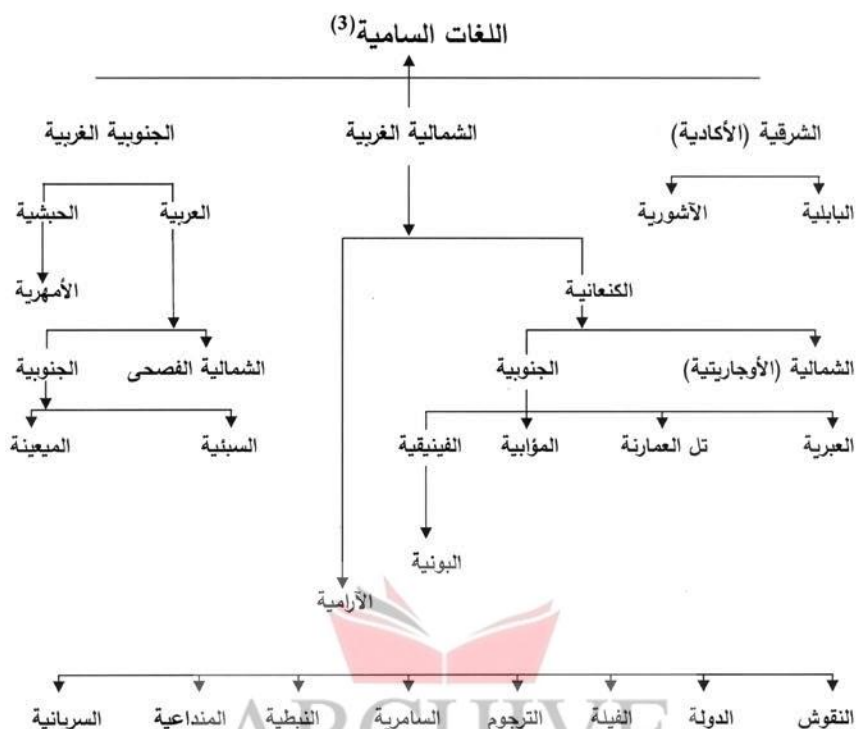 اللغات السامية(3)
الشرقية (الأكادية) الشمالية الغربية الجنوبية الغربية
البابلية الآشورية العربية الحبشية
الكنعانية الأمهرية
الشمالية (الأوجاريتية) الجنوبية الشمالية الفصحى الجنوبية
العبرية تل العمارنة المؤابية الفينيقية السبئية الميعينة
البونية
الآرامية
النقوش الدولة الفيلة الترجوم السامرية النبطية المنداعية السريانية
ARCHIVE